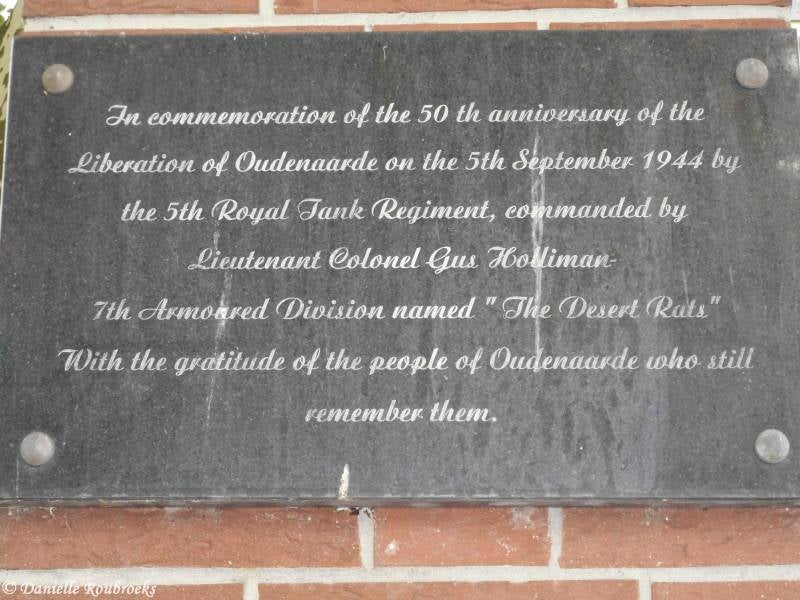 In commemoration of the 50 th anniversary of the
Liberation of Oudenaarde on the 5th September 1944 by
the 5th Royal Tank Regiment, commanded by
Lieutenant Colonel Gus Holliman-
7th Armoured Division named " The Desert Rats"
With the gratitude of the people of Oudenaarde who still
remember them.
© Danielle Roubroeks